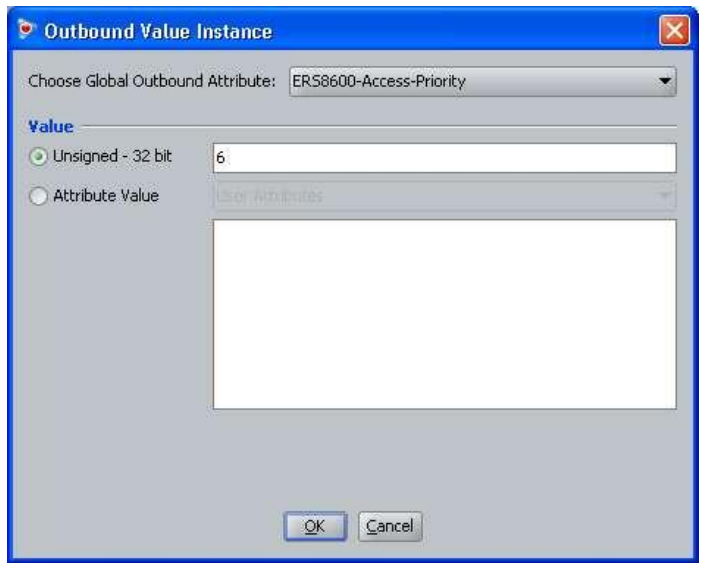 Outbound Value Instance
Choose Global Outbound Attribute: ERS8600-Access-Priority
Value
Unsigned - 32 bit 6
Attribute Value User Attributes
OK Cancel